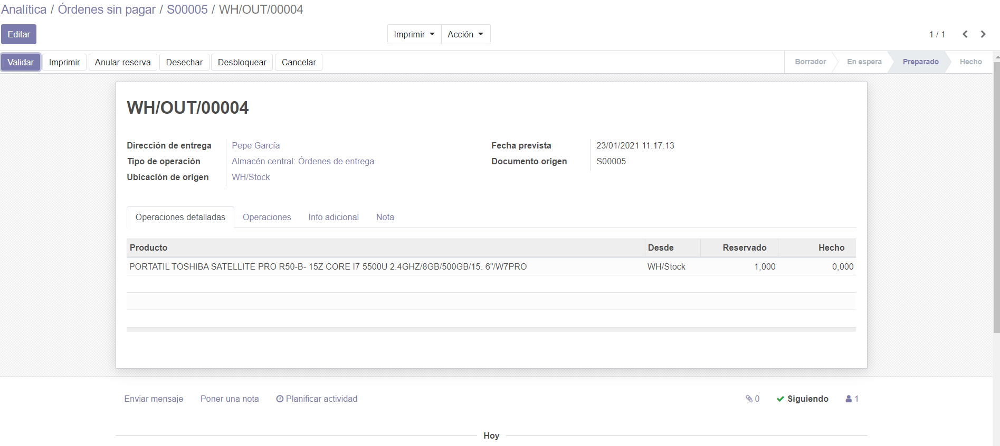 Analítica / Órdenes sin pagar / S00005 / WH/OUT/00004
Editar Imprimir Acción 1 / 1
Validar Imprimir Anular reserva Desechar Desbloquear Cancelar Borrador En espera Preparado Hecho
WH/OUT/00004
Dirección de entrega Pepe García Fecha prevista 23/01/2021 11:17:13
Tipo de operación Almacén central: Órdenes de entrega Documento origen S00005
Ubicación de origen WH/Stock
Operaciones detalladas Operaciones Info adicional Nota
Producto Desde Reservado Hecho
PORTATIL TOSHIBA SATELLITE PRO R50-B- 15Z CORE I7 5500U 2.4GHZ/8GB/500GB/15. 6"/W7PRO WH/Stock 1,000 0,000
Enviar mensaje Poner una nota Planificar actividad 0 Siguiendo 1
Hoy